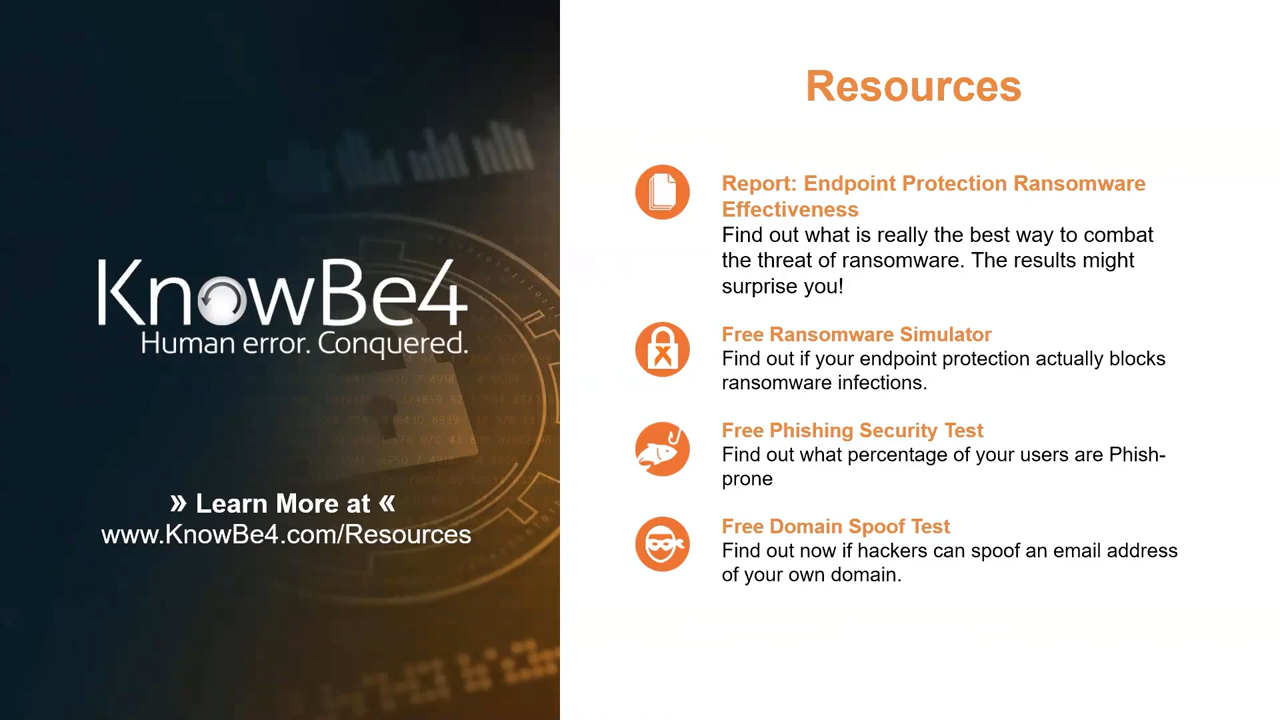 KnowBe4
Human error. Conquered.
» Learn More at «
www.KnowBe4.com/Resources
Resources
Report: Endpoint Protection Ransomware
Effectiveness
Find out what is really the best way to combat
the threat of ransomware. The results might
surprise you!
Free Ransomware Simulator
Find out if your endpoint protection actually blocks
ransomware infections.
Free Phishing Security Test
Find out what percentage of your users are Phish-
prone
Free Domain Spoof Test
Find out now if hackers can spoof an email address
of your own domain.